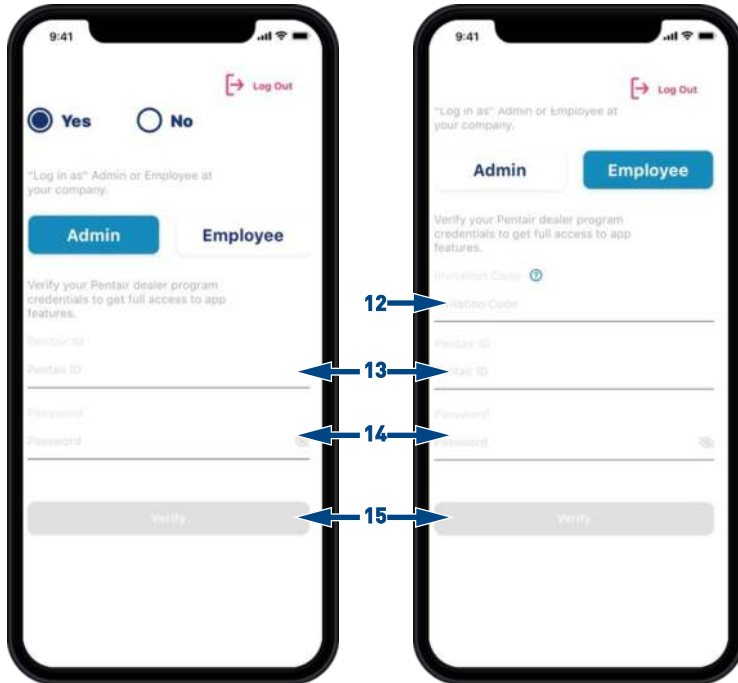 9:41
Log Out
Yes
No
"Log in as" Admin or Employee at
your company.
Admin
Employee
Verify your Pentair dealer program
credentials to get full access to app
features.
Pentair ID
Pentair ID
Password
Password
Verify
12
13
14
15
9:41
Log Out
"Log in as" Admin or Employee at
your company.
Admin
Employee
Verify your Pentair dealer program
credentials to get full access to app
features.
Invitation Code ?
Invitation Code
Pentair ID
Pentair ID
Password
Password
Verify